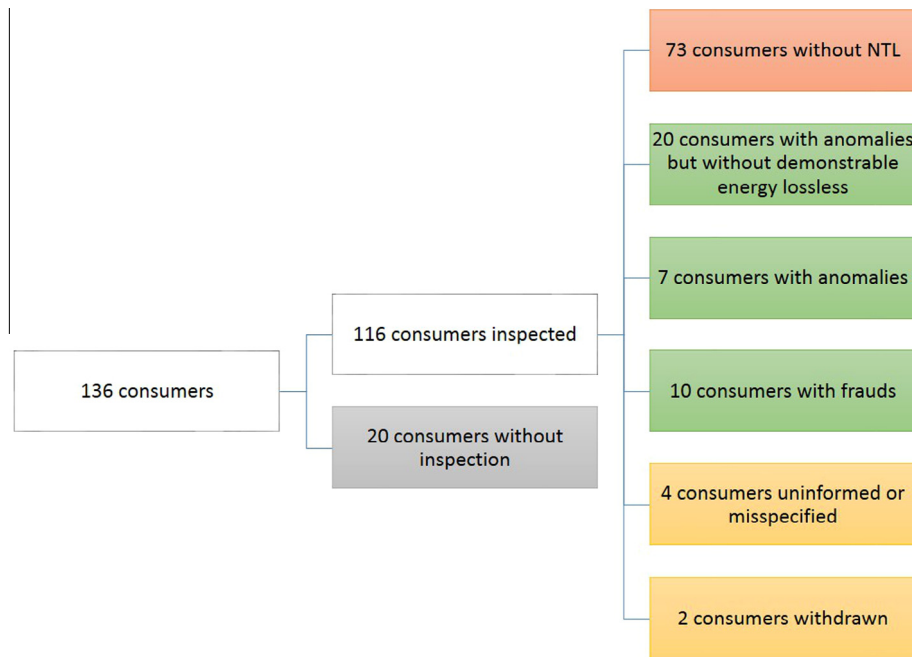 136 consumers
116 consumers inspected
20 consumers without
inspection
73 consumers without NTL
20 consumers with anomalies
but without demonstrable
energy lossless
7 consumers with anomalies
10 consumers with frauds
4 consumers uninformed or
misspecified
2 consumers withdrawn